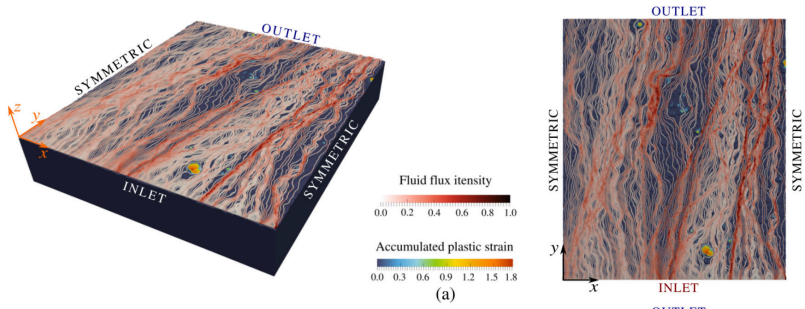 OUTLET
SYMMETRIC
z
y
x
INLET
SYMMETRIC
Fluid flux itensity
0.0 0.2 0.4 0.6 0.8 1.0
Accumulated plastic strain
0.0 0.3 0.6 0.9 1.2 1.5 1.8
(a)
OUTLET
SYMMETRIC
SYMMETRIC
y
x
INLET
OUTLET